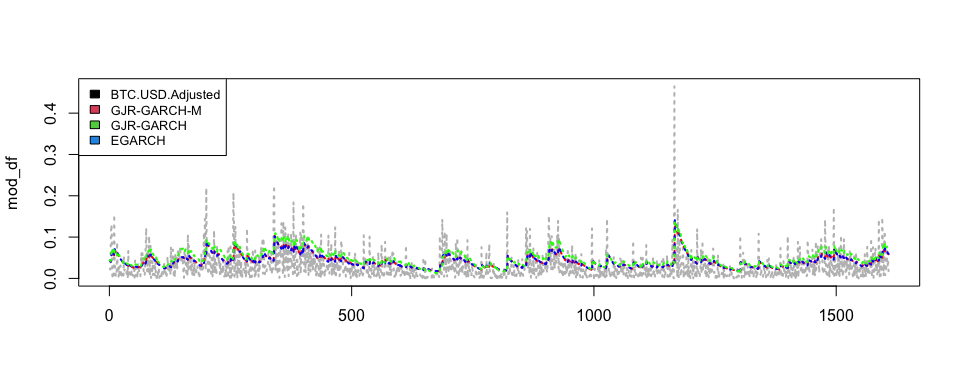 BTC.USD.Adjusted
GJR-GARCH-M
GJR-GARCH
EGARCH
mod_df
0.4
0.3
0.2
0.1
0.0
0 500 1000 1500